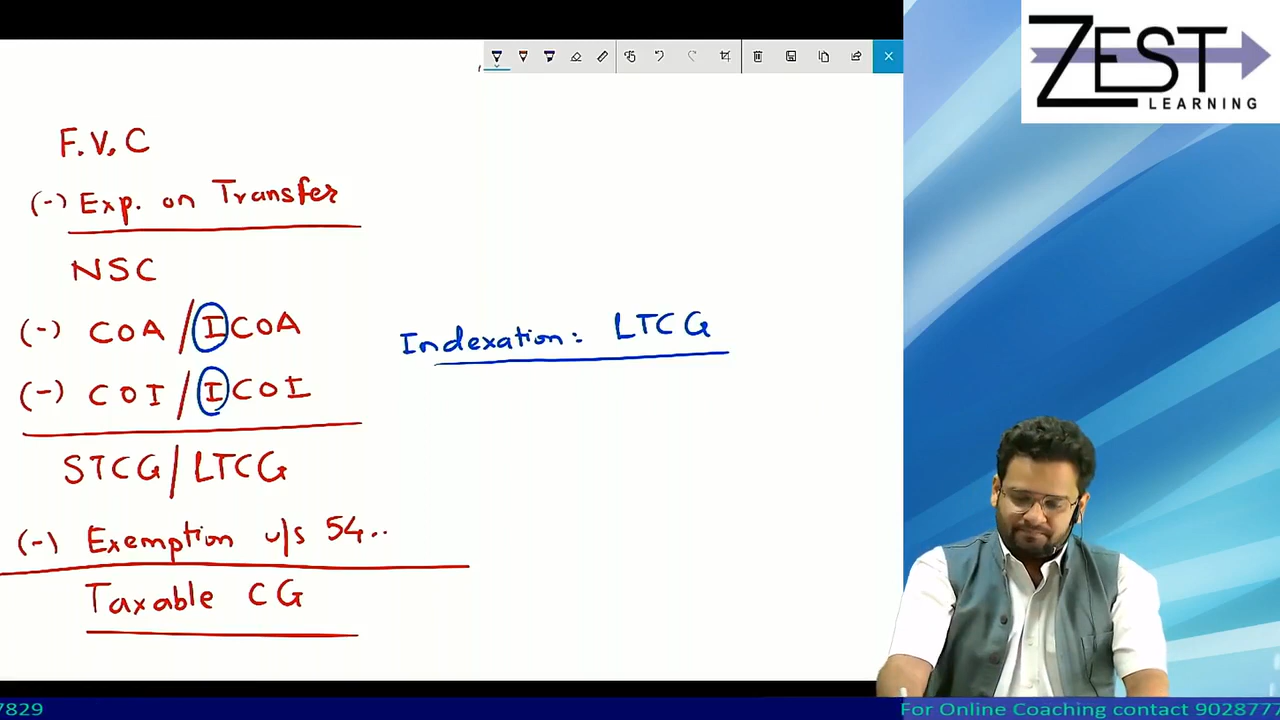 ZEST
LEARNING
F.V.C
(-) Exp. on Transfer
NSC
(-) COA / ICOA
Indexation: LTCG
(-) COI / ICOI
STCG / LTCG
(-) Exemption u/s 54..
Taxable CG
7829
For Online Coaching contact 9028777